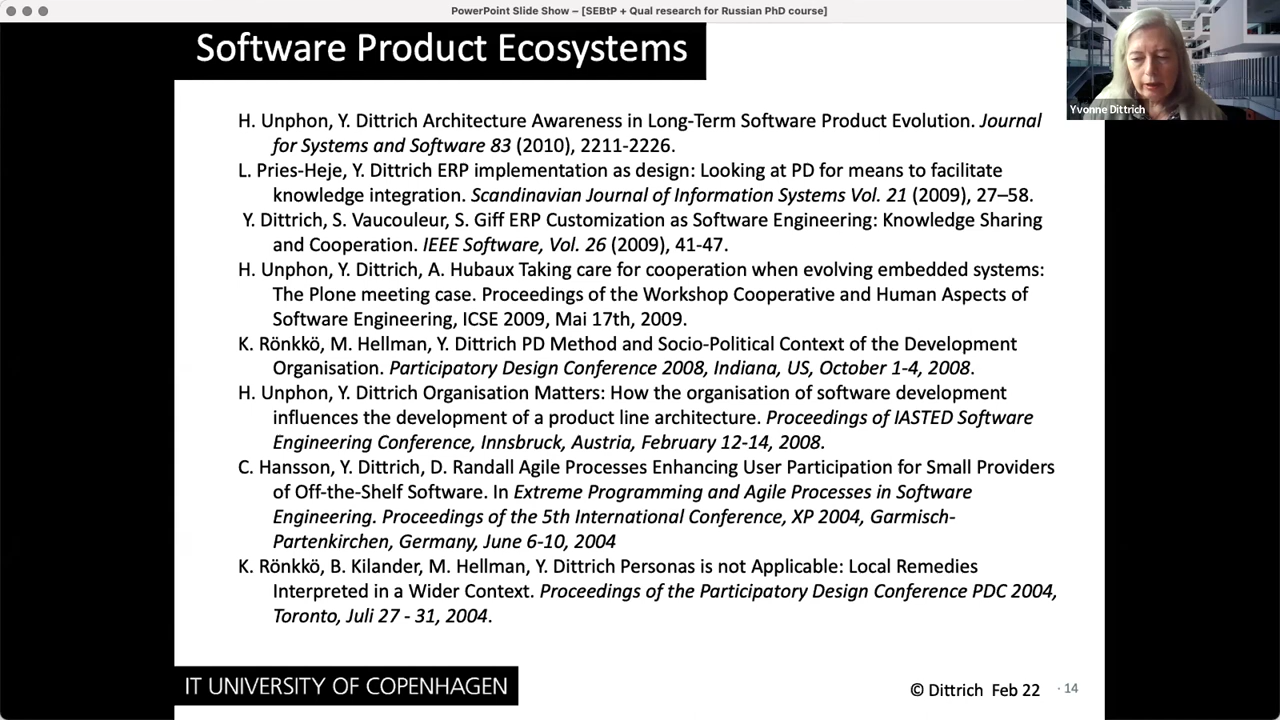 PowerPoint Slide Show – [SEBtP + Qual research for Russian PhD course]
Software Product Ecosystems
Yvonne Dittrich
H. Unphon, Y. Dittrich Architecture Awareness in Long-Term Software Product Evolution. Journal
for Systems and Software 83 (2010), 2211-2226.
L. Pries-Heje, Y. Dittrich ERP implementation as design: Looking at PD for means to facilitate
knowledge integration. Scandinavian Journal of Information Systems Vol. 21 (2009), 27–58.
Y. Dittrich, S. Vaucouleur, S. Giff ERP Customization as Software Engineering: Knowledge Sharing
and Cooperation. IEEE Software, Vol. 26 (2009), 41-47.
H. Unphon, Y. Dittrich, A. Hubaux Taking care for cooperation when evolving embedded systems:
The Plone meeting case. Proceedings of the Workshop Cooperative and Human Aspects of
Software Engineering, ICSE 2009, Mai 17th, 2009.
K. Rönkkö, M. Hellman, Y. Dittrich PD Method and Socio-Political Context of the Development
Organisation. Participatory Design Conference 2008, Indiana, US, October 1-4, 2008.
H. Unphon, Y. Dittrich Organisation Matters: How the organisation of software development
influences the development of a product line architecture. Proceedings of IASTED Software
Engineering Conference, Innsbruck, Austria, February 12-14, 2008.
C. Hansson, Y. Dittrich, D. Randall Agile Processes Enhancing User Participation for Small Providers
of Off-the-Shelf Software. In Extreme Programming and Agile Processes in Software
Engineering. Proceedings of the 5th International Conference, XP 2004, Garmisch-
Partenkirchen, Germany, June 6-10, 2004
K. Rönkkö, B. Kilander, M. Hellman, Y. Dittrich Personas is not Applicable: Local Remedies
Interpreted in a Wider Context. Proceedings of the Participatory Design Conference PDC 2004,
Toronto, Juli 27 - 31, 2004.
IT UNIVERSITY OF COPENHAGEN
© Dittrich Feb 22 · 14